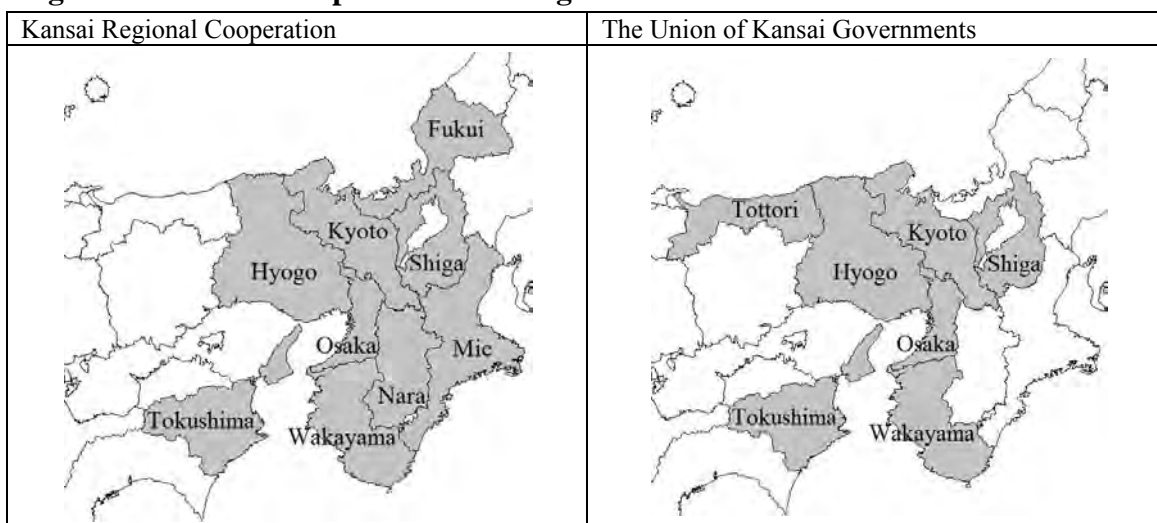 Kansai Regional Cooperation
The Union of Kansai Governments
Fukui
Kyoto
Shiga
Hyogo
Osaka
Mie
Nara
Tokushima
Wakayama
Tottori
Kyoto
Shiga
Hyogo
Osaka
Tokushima
Wakayama